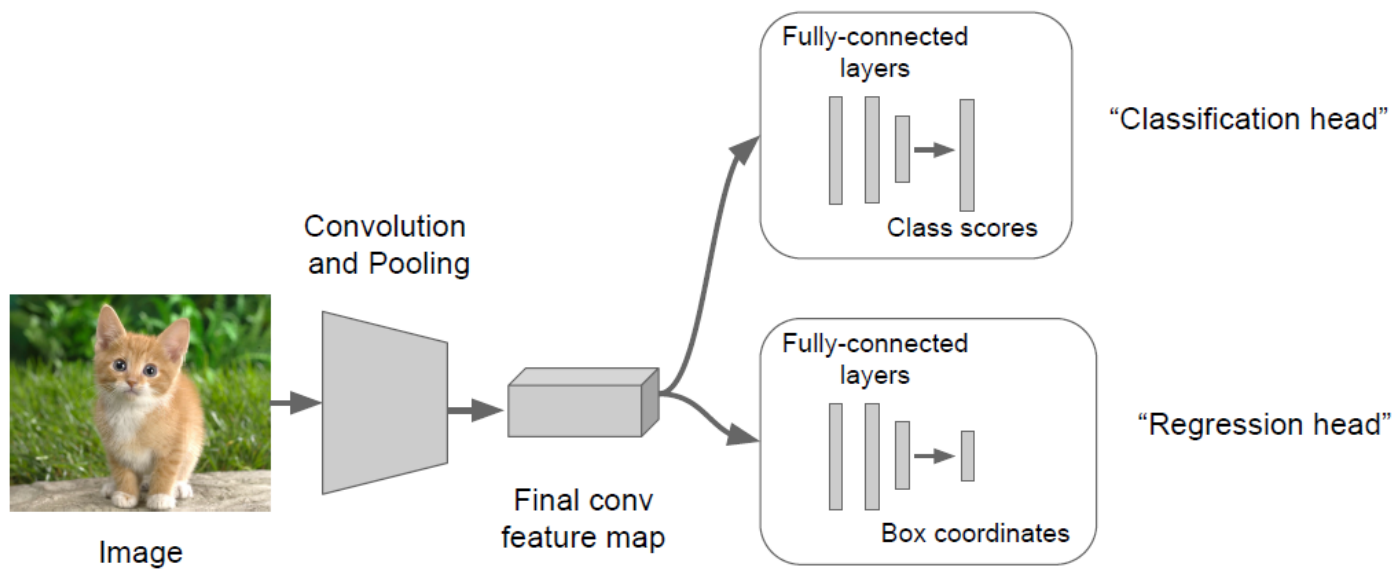 Fully-connected
layers
Class scores
“Classification head”
Convolution
and Pooling
Image
Final conv
feature map
Fully-connected
layers
Box coordinates
“Regression head”